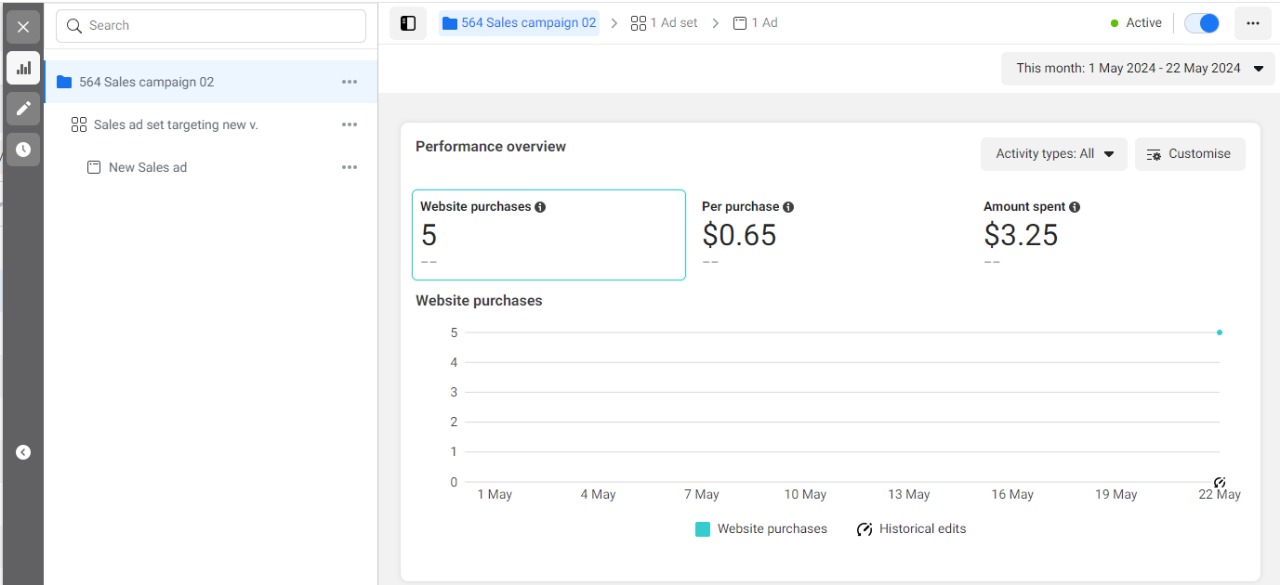 Search
564 Sales campaign 02
Sales ad set targeting new v.
New Sales ad
564 Sales campaign 02 > 1 Ad set > 1 Ad
Active
This month: 1 May 2024 - 22 May 2024
Performance overview
Activity types: All
Customise
Website purchases
5
--
Per purchase
$0.65
--
Amount spent
$3.25
--
Website purchases
5
4
3
2
1
0
1 May 4 May 7 May 10 May 13 May 16 May 19 May 22 May
Website purchases Historical edits